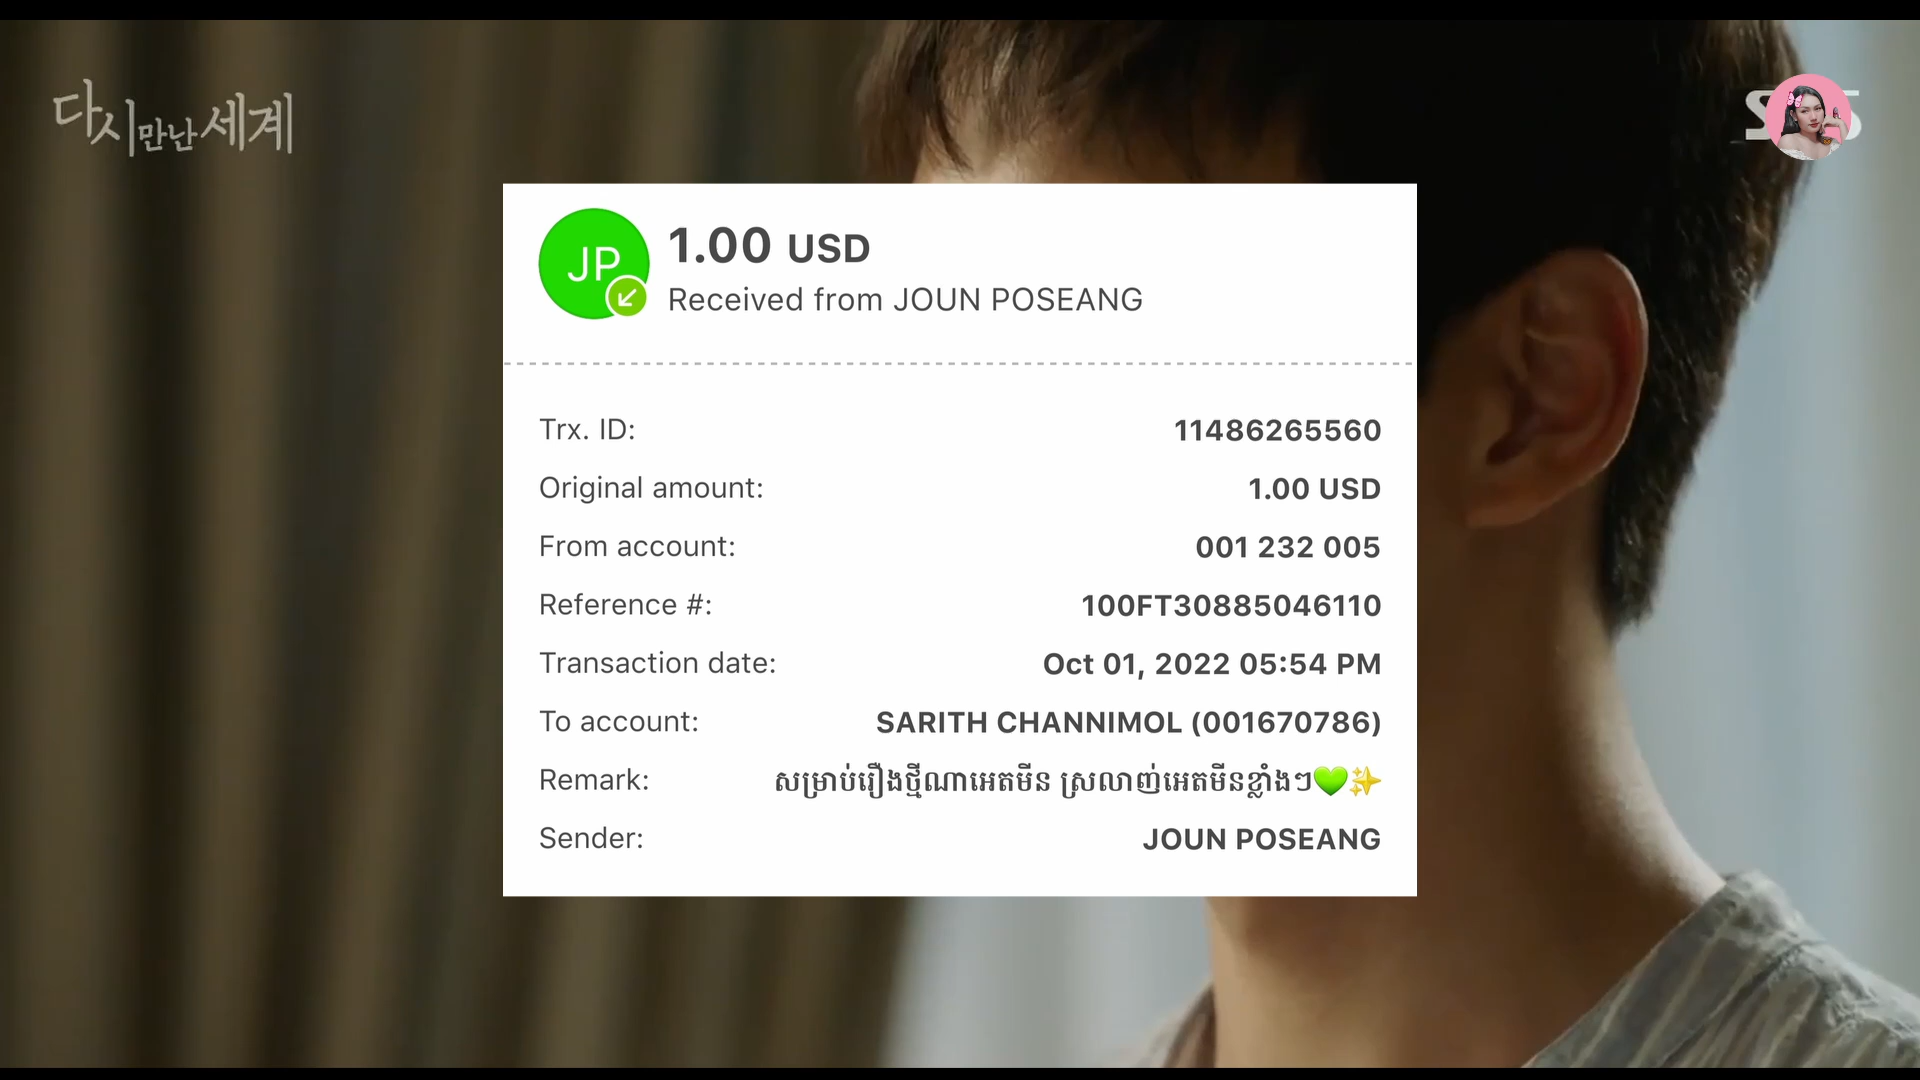 다시만난세계
1.00 USD
JP
Received from JOUN POSEANG
Trx. ID: 11486265560
Original amount: 1.00 USD
From account: 001 232 005
Reference #: 100FT30885046110
Transaction date: Oct 01, 2022 05:54 PM
To account: SARITH CHANNIMOL (001670786)
Remark: សម្រាប់រឿងថ្មីណាអេតមីន ស្រលាញ់អេតមីនខ្លាំងៗ💚✨
Sender: JOUN POSEANG